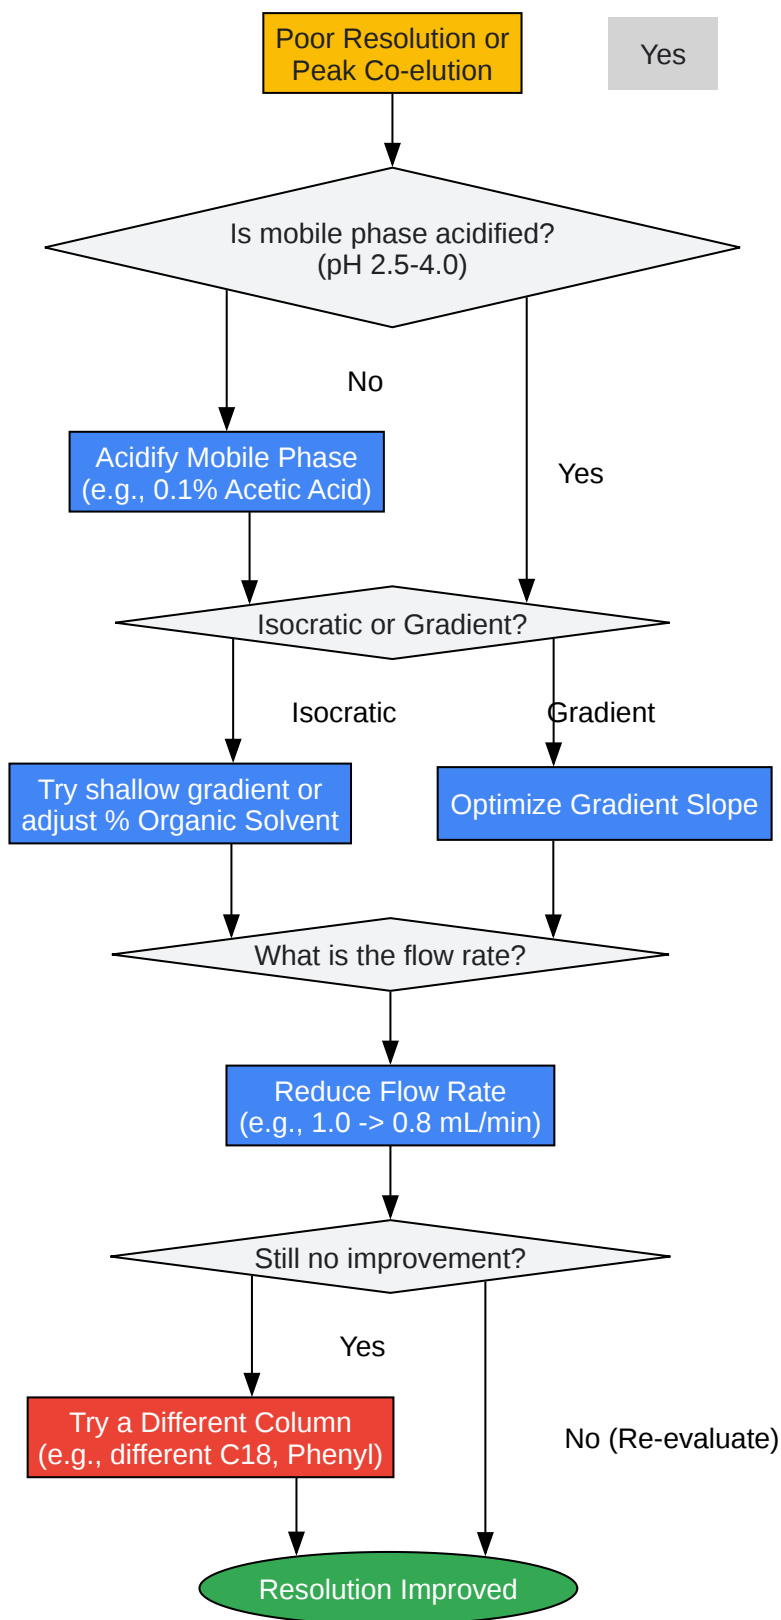 Poor Resolution or
Peak Co-elution
Yes
Is mobile phase acidified?
(pH 2.5-4.0)
No
Acidify Mobile Phase
(e.g., 0.1% Acetic Acid)
Yes
Isocratic or Gradient?
Isocratic
Gradient
Try shallow gradient or
adjust % Organic Solvent
Optimize Gradient Slope
What is the flow rate?
Reduce Flow Rate
(e.g., 1.0 -> 0.8 mL/min)
Still no improvement?
Yes
Try a Different Column
(e.g., different C18, Phenyl)
No (Re-evaluate)
Resolution Improved